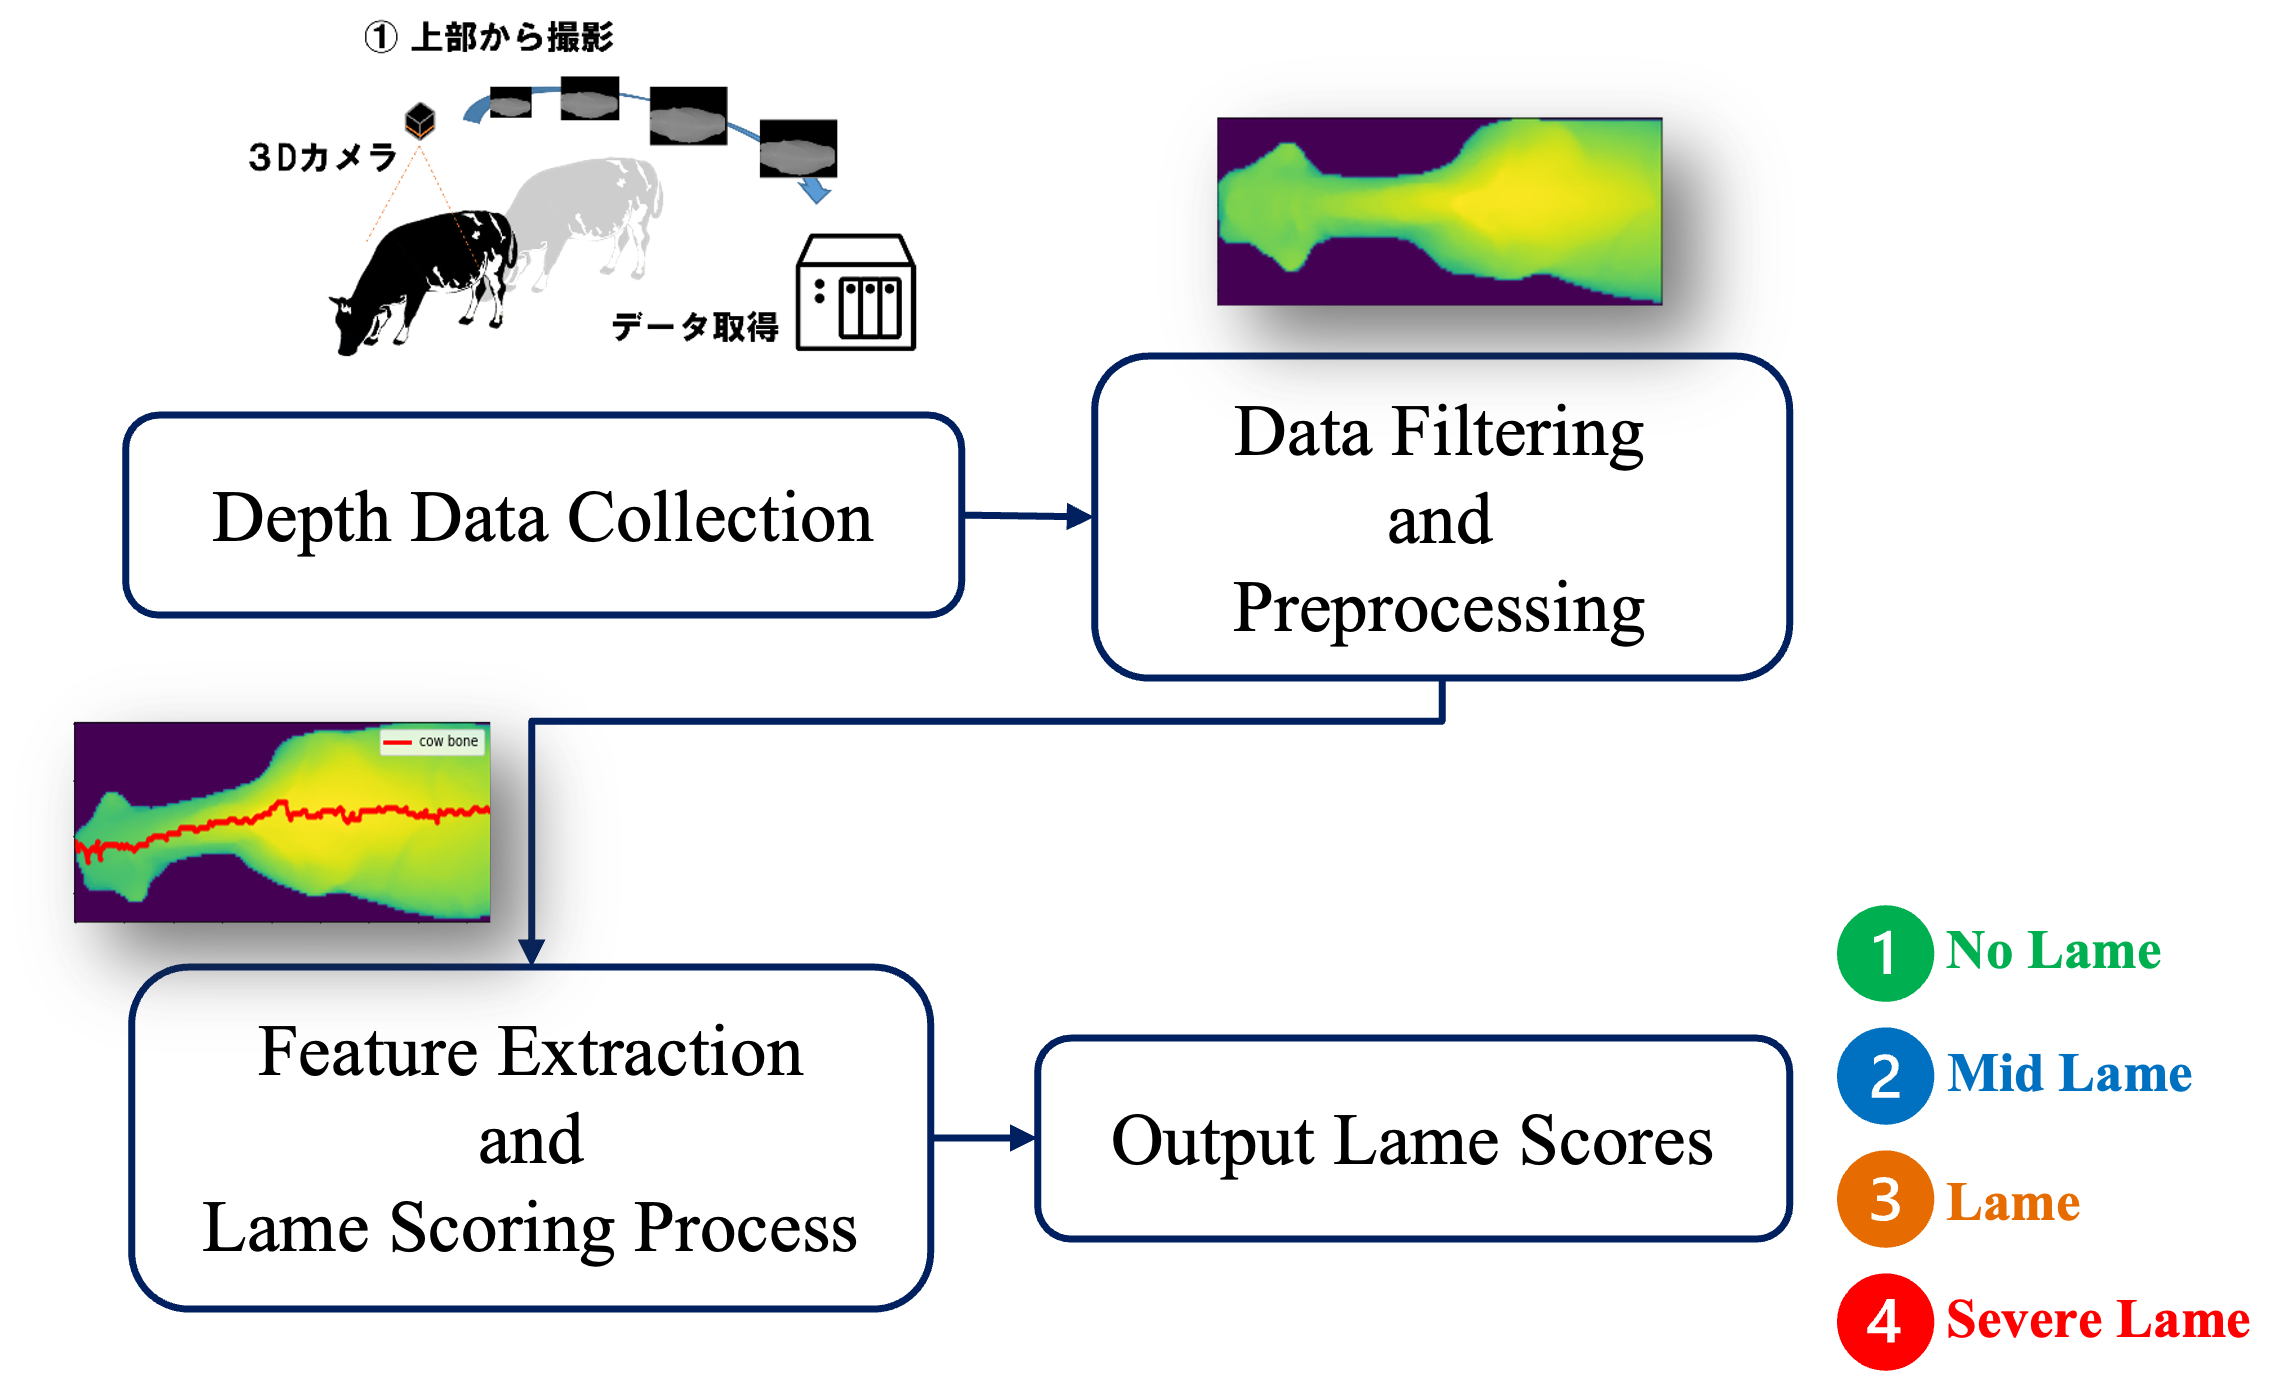 ① 上部から撮影
3Dカメラ
データ取得
Depth Data Collection
Data Filtering
and
Preprocessing
cow bone
Feature Extraction
and
Lame Scoring Process
Output Lame Scores
1 No Lame
2 Mid Lame
3 Lame
4 Severe Lame